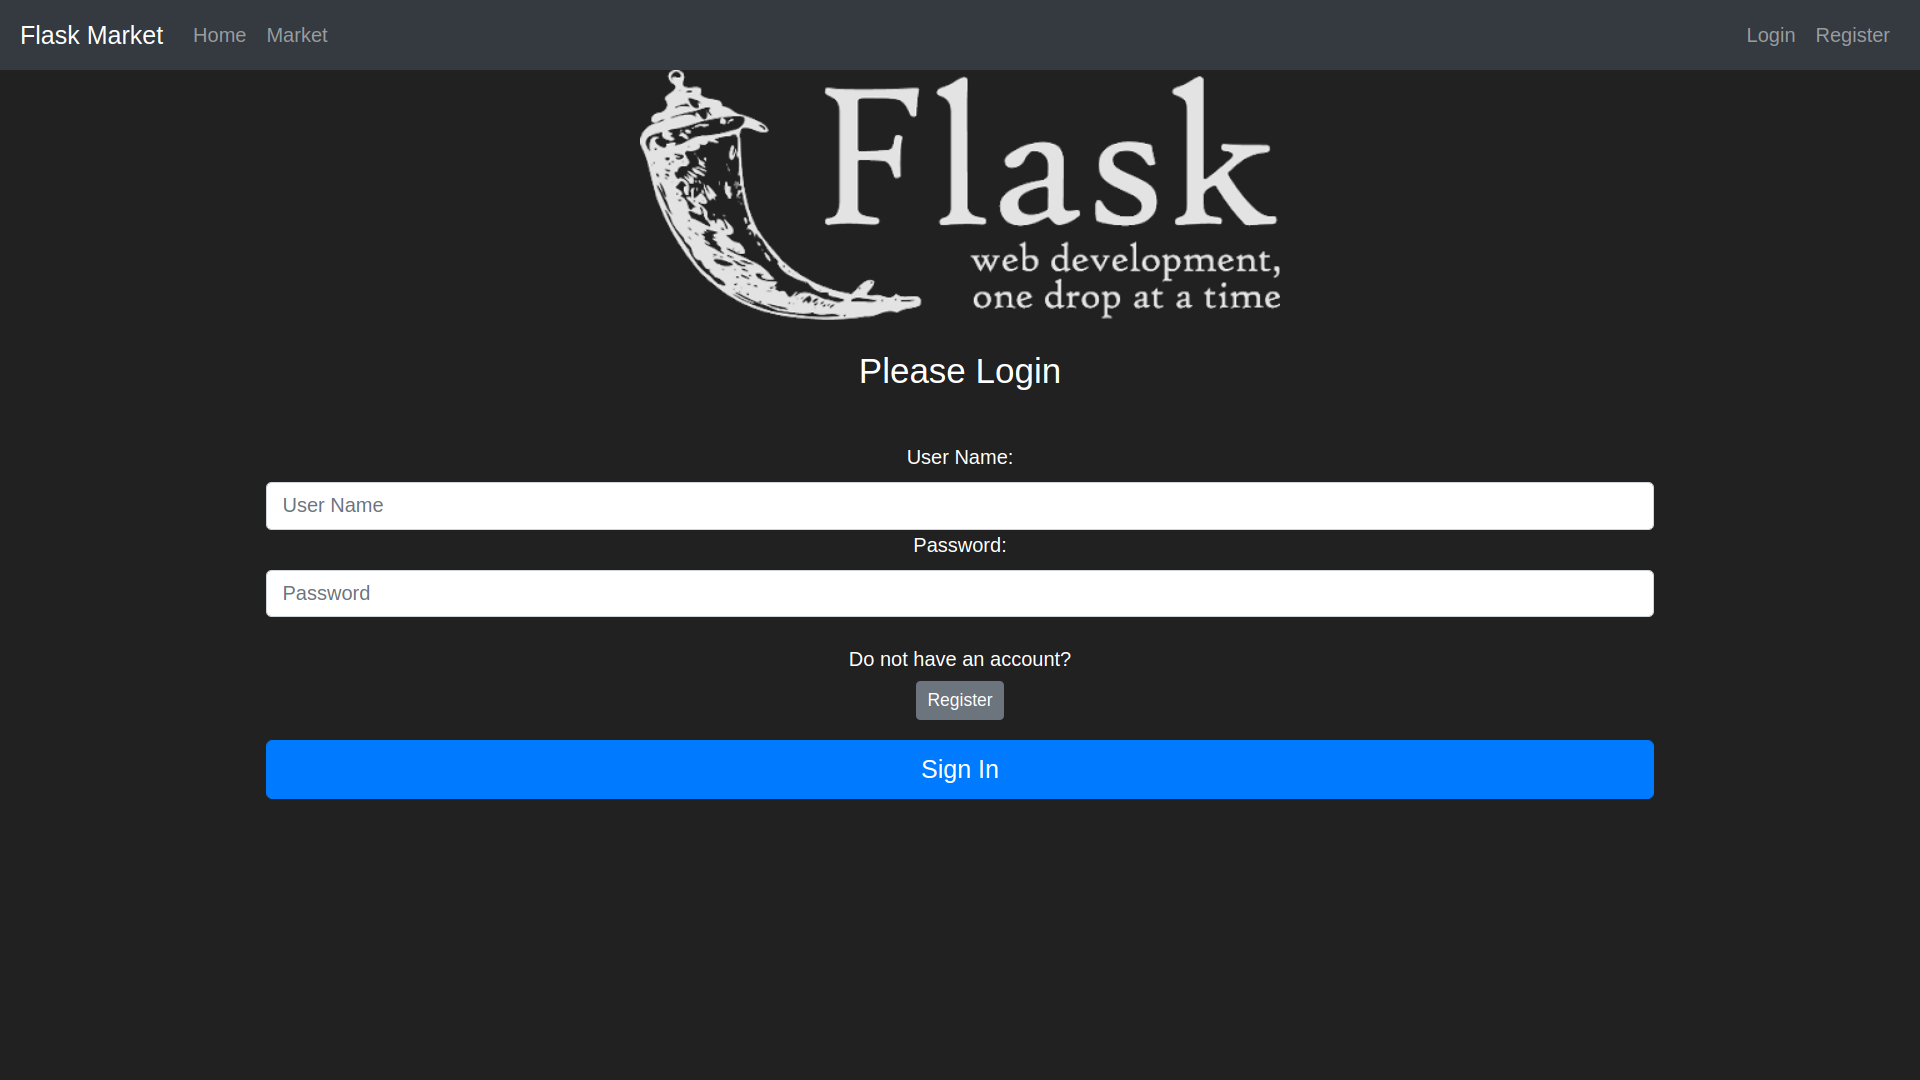 Flask Market Home Market Login Register
Flask
web development,
one drop at a time
Please Login
User Name:
User Name
Password:
Password
Do not have an account?
Register
Sign In